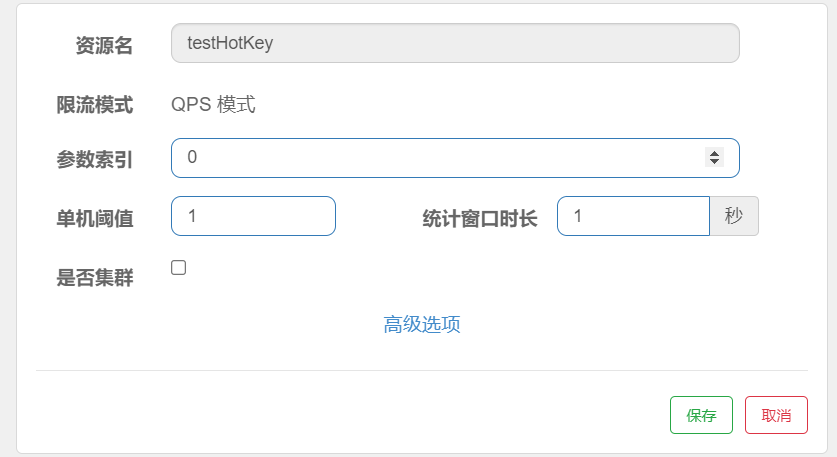 资源名 testHotKey
限流模式 QPS 模式
参数索引 0
单机阈值 1 统计窗口时长 1 秒
是否集群
高级选项
保存 取消